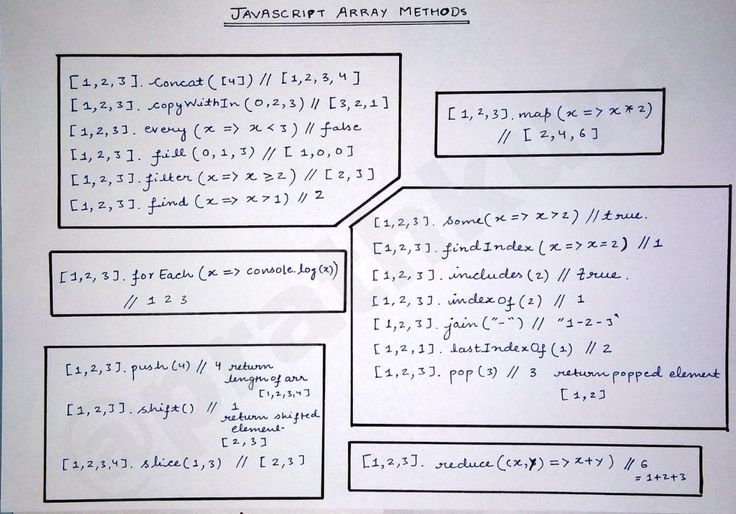 JAVASCRIPT ARRAY METHODS
[1,2,3]. concat([4]) // [1,2,3,4]
[1,2,3]. copyWithIn(0,2,3) // [3,2,1]
[1,2,3]. every(x => x<3) // false
[1,2,3]. fill(0,1,3) // [1,0,0]
[1,2,3]. filter(x => x ≥ 2) // [2,3]
[1,2,3]. find(x => x>1) // 2
[1,2,3]. map(x => x*2)
// [2,4,6]
[1,2,3]. forEach(x => console.log(x))
// 1 2 3
[1,2,3]. some(x => x>2) // true.
[1,2,3]. findIndex(x => x=2) // 1
[1,2,3]. includes(2) // true.
[1,2,3]. indexOf(2) // 1
[1,2,3]. join("-") // "1-2-3"
[1,2,1]. lastIndexOf(1) // 2
[1,2,3]. pop(3) // 3 return popped element
[1,2]
[1,2,3]. push(4) // 4 return
length of arr
[1,2,3,4]
[1,2,3]. shift() // 1
return shifted
element-
[2,3]
[1,2,3,4]. slice(1,3) // [2,3]
[1,2,3]. reduce((x,y) => x+y) // 6
= 1+2+3